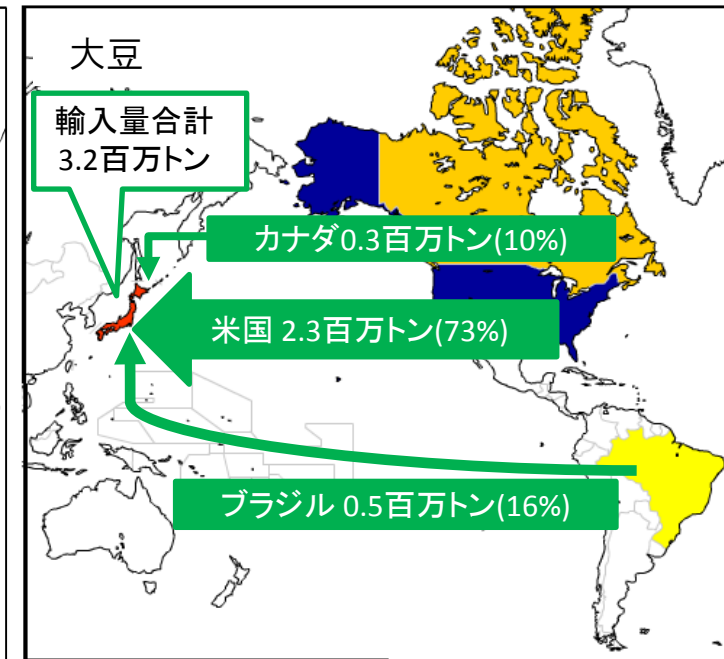 大豆
輸入量合計
3.2百万トン
カナダ0.3百万トン(10%)
米国 2.3百万トン(73%)
ブラジル 0.5百万トン(16%)